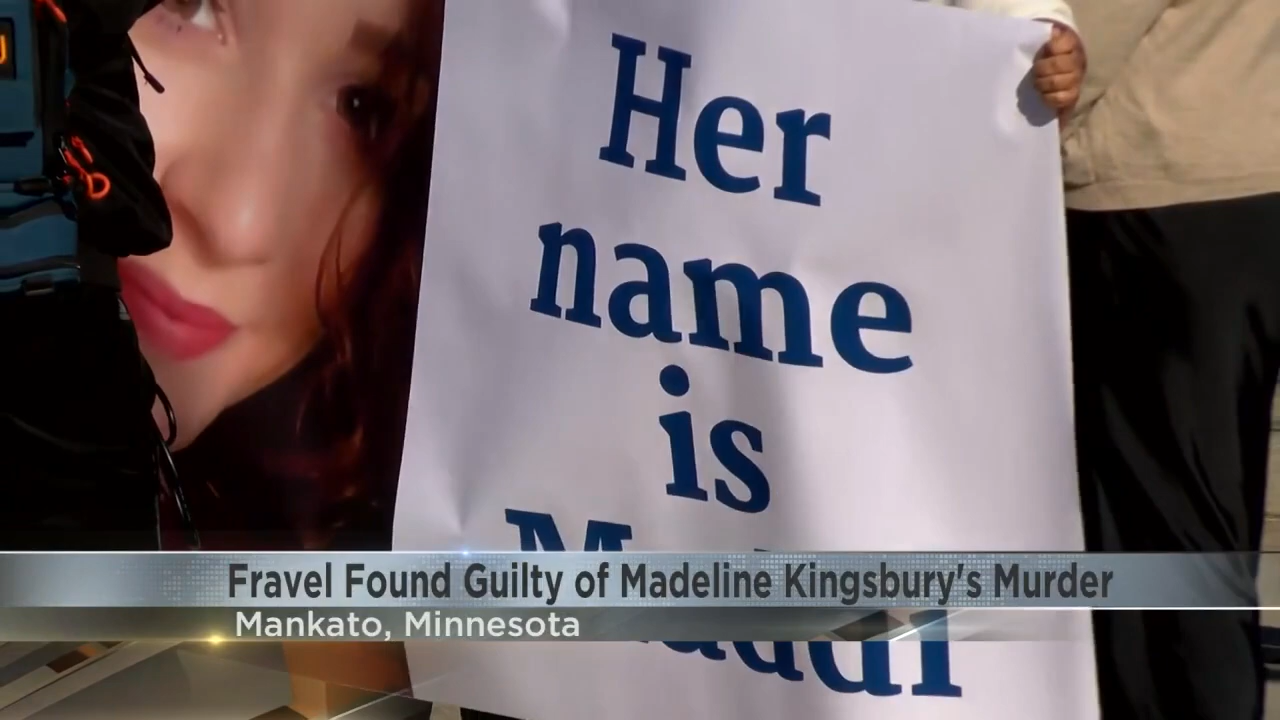 Her
name
is
Fravel Found Guilty of Madeline Kingsbury's Murder
Mankato, Minnesota